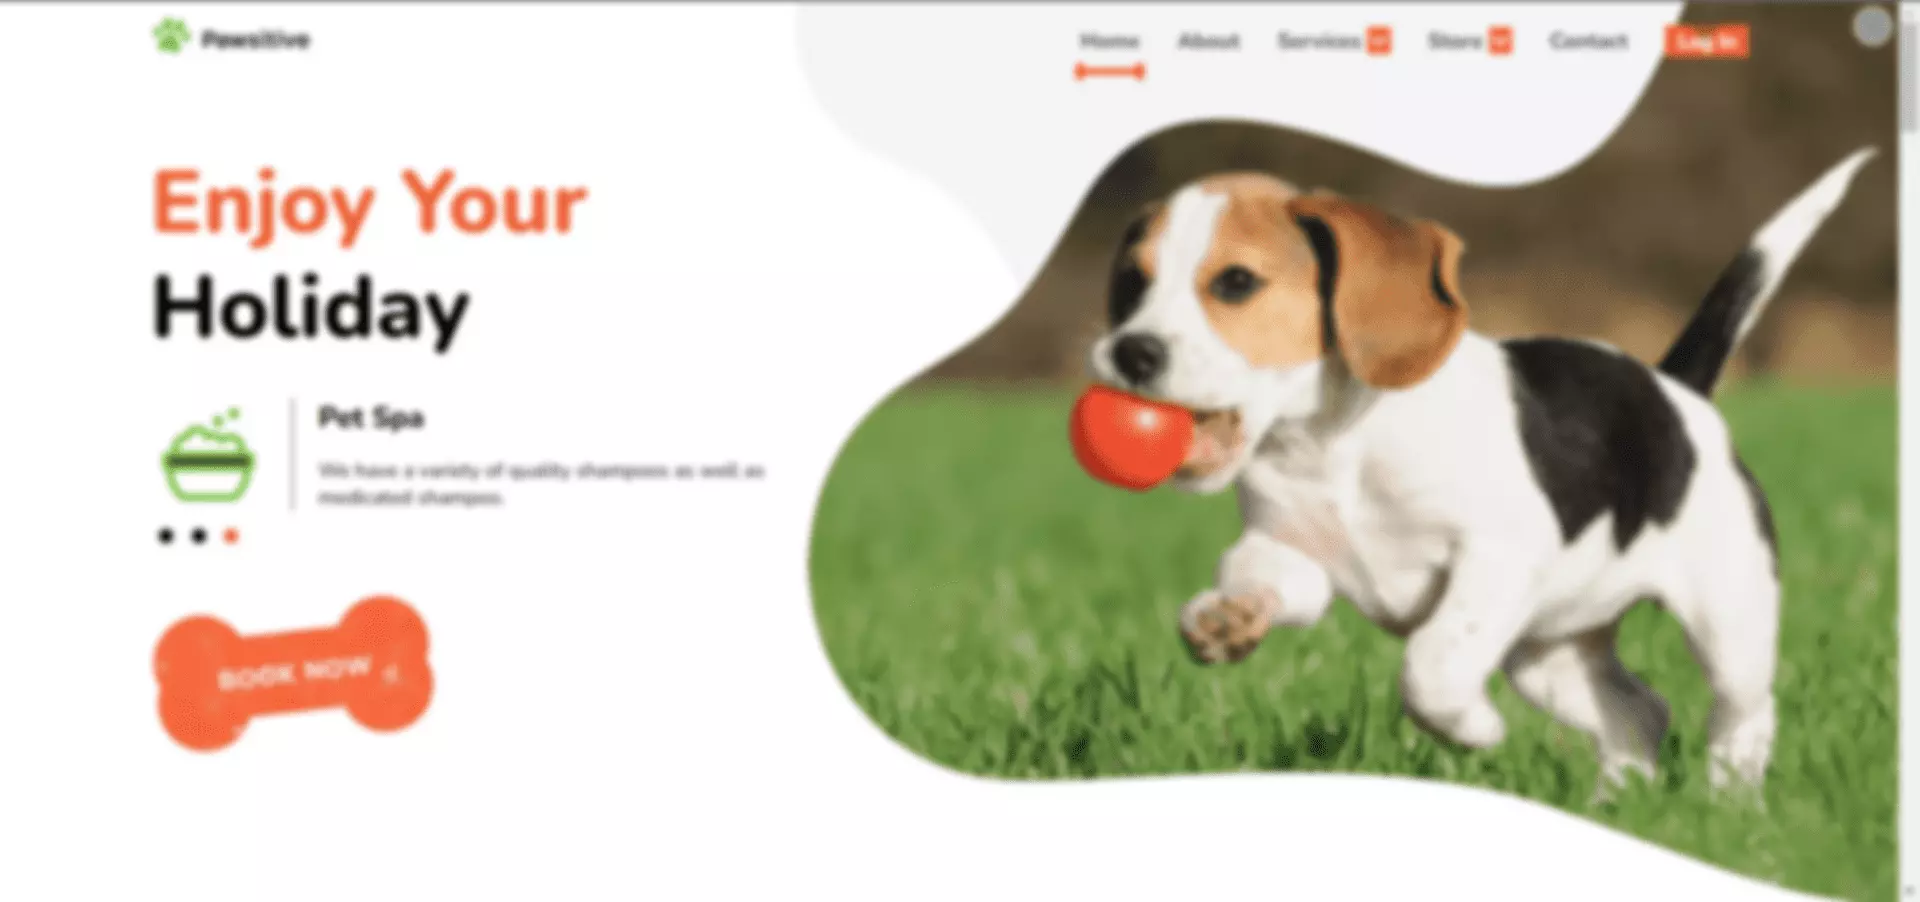 Pawsitive
Home About Services Store Contact Log In
Enjoy Your
Holiday
Pet Spa
We have a variety of quality shampoos as well as
medicated shampoo.
BOOK NOW